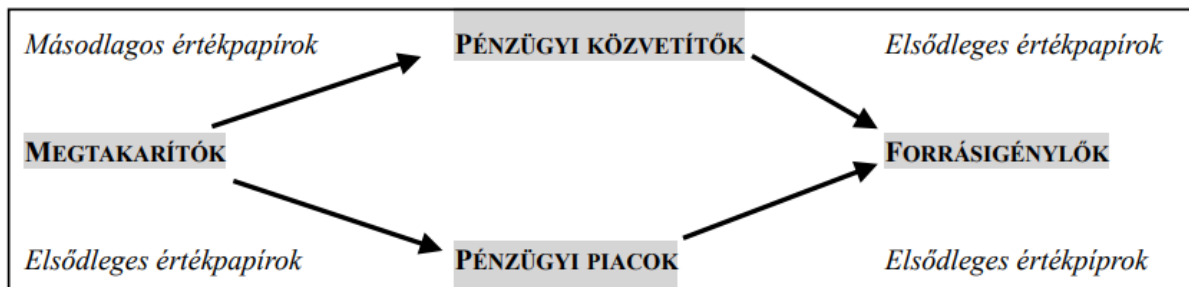 Másodlagos értékpapírok PÉNZÜGYI KÖZVETÍTŐK Elsődleges értékpapírok
MEGTAKARÍTÓK FORRÁSIGÉNYLŐK
Elsődleges értékpapírok PÉNZÜGYI PIACOK Elsődleges értékpíprok